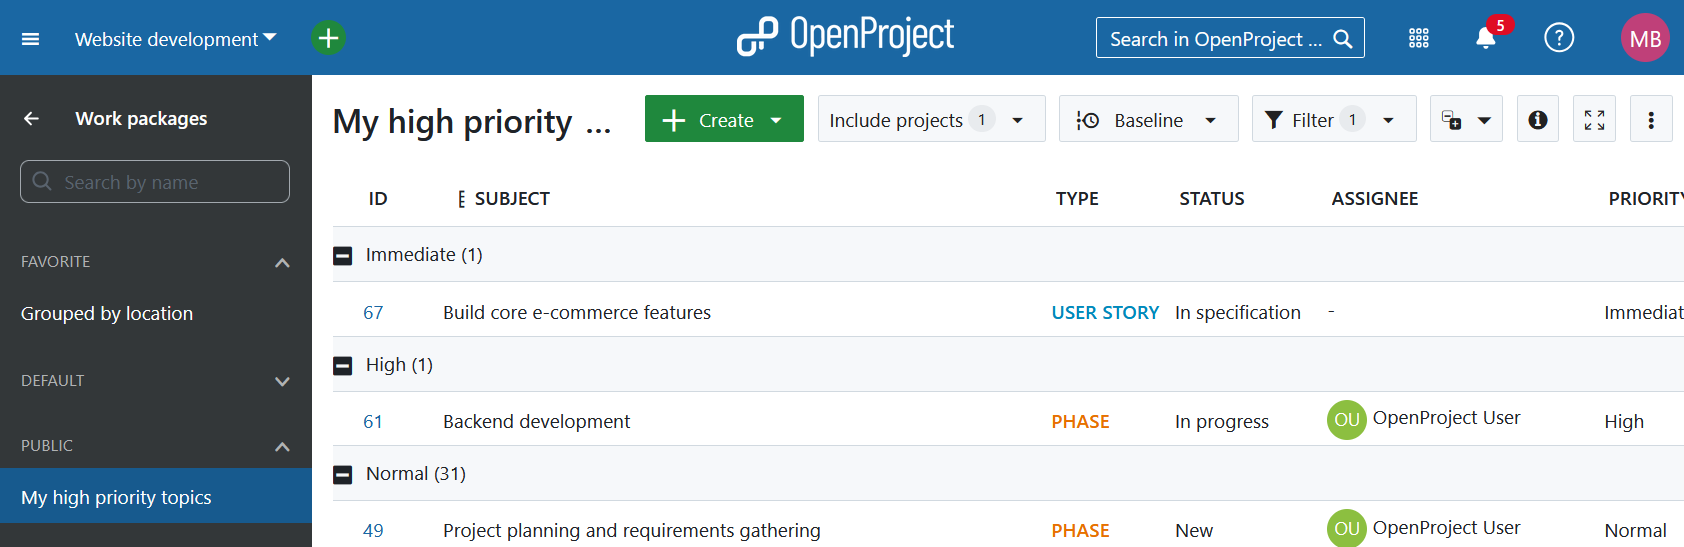 Website development
OpenProject
Search in OpenProject ...
5
?
MB
Work packages
Search by name
FAVORITE
Grouped by location
DEFAULT
PUBLIC
My high priority topics
My high priority ...
Create
Include projects 1
Baseline
Filter 1
ID SUBJECT TYPE STATUS ASSIGNEE PRIORITY
Immediate (1)
67 Build core e-commerce features USER STORY In specification - Immediat
High (1)
61 Backend development PHASE In progress OU OpenProject User High
Normal (31)
49 Project planning and requirements gathering PHASE New OU OpenProject User Normal